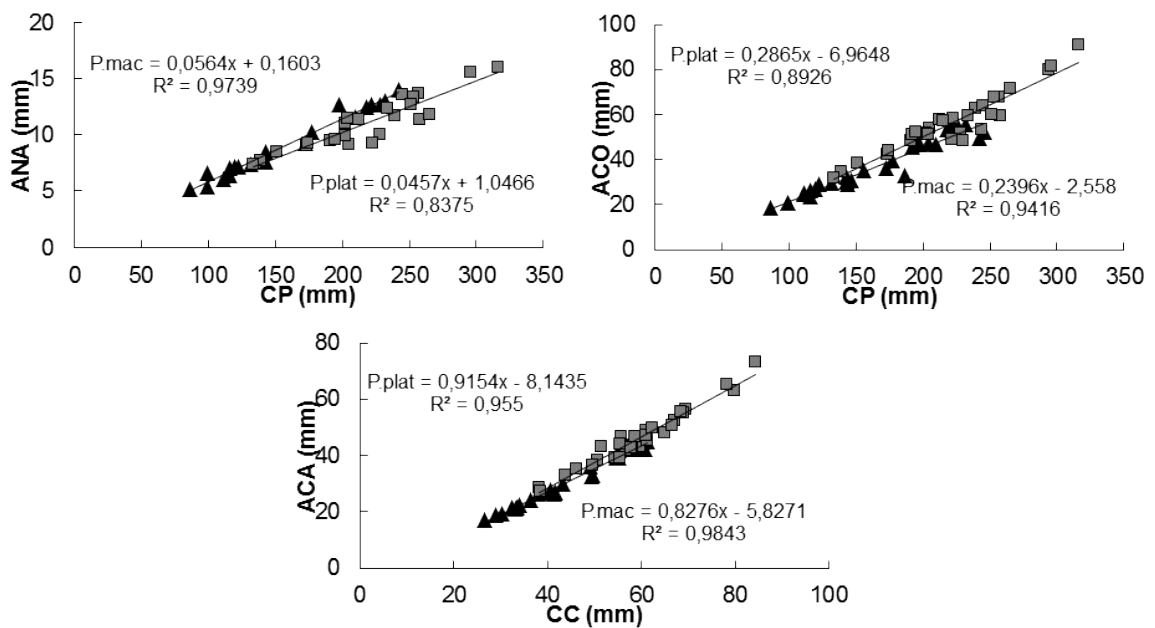 20
15
10
5
0
ANA (mm)
P.mac = 0,0564x + 0,1603
R² = 0,9739
P.plat = 0,0457x + 1,0466
R² = 0,8375
0 50 100 150 200 250 300 350
CP (mm)
100
80
60
40
20
0
ACO (mm)
P.plat = 0,2865x - 6,9648
R² = 0,8926
P.mac = 0,2396x - 2,558
R² = 0,9416
0 50 100 150 200 250 300 350
CP (mm)
80
60
40
20
0
ACA (mm)
P.plat = 0,9154x - 8,1435
R² = 0,955
P.mac = 0,8276x - 5,8271
R² = 0,9843
0 20 40 60 80 100
CC (mm)